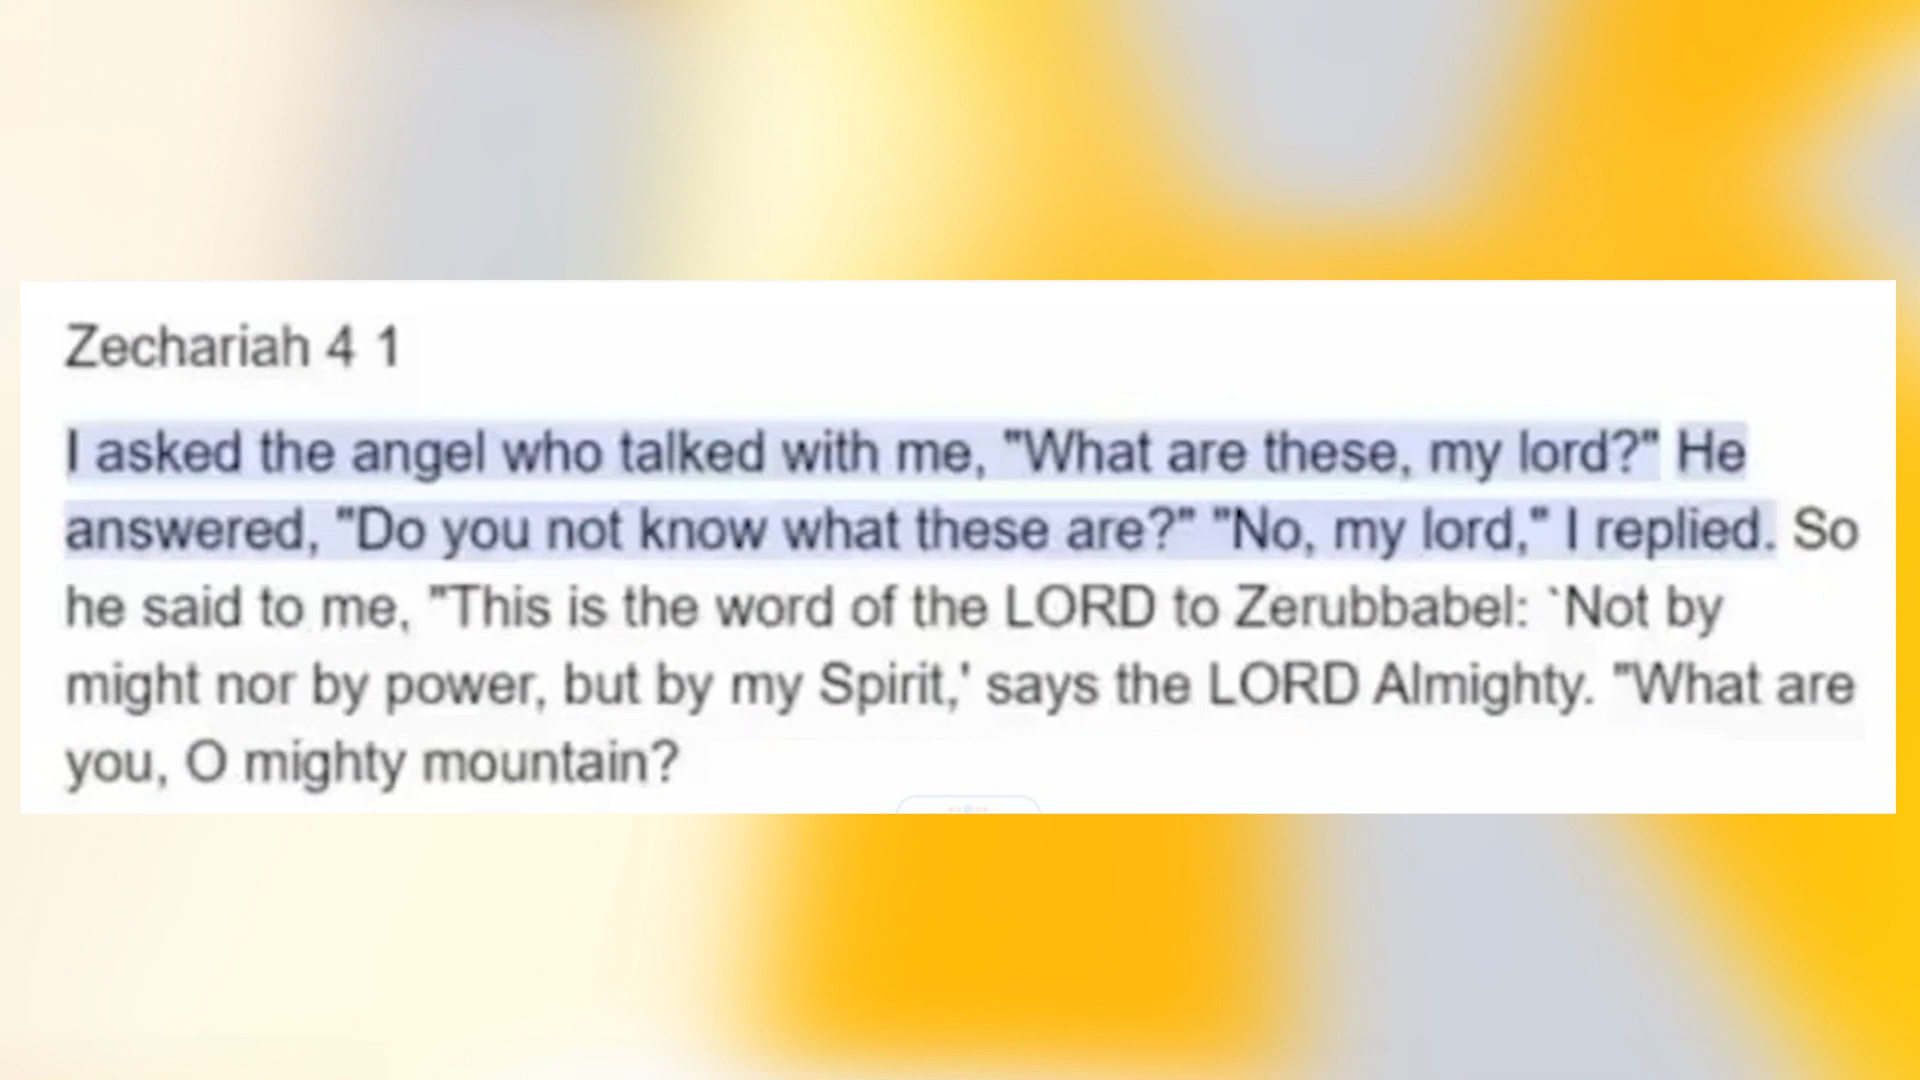 Zechariah 4 1
I asked the angel who talked with me, "What are these, my lord?" He
answered, "Do you not know what these are?" "No, my lord," I replied. So
he said to me, "This is the word of the LORD to Zerubbabel: `Not by
might nor by power, but by my Spirit,' says the LORD Almighty. "What are
you, O mighty mountain?